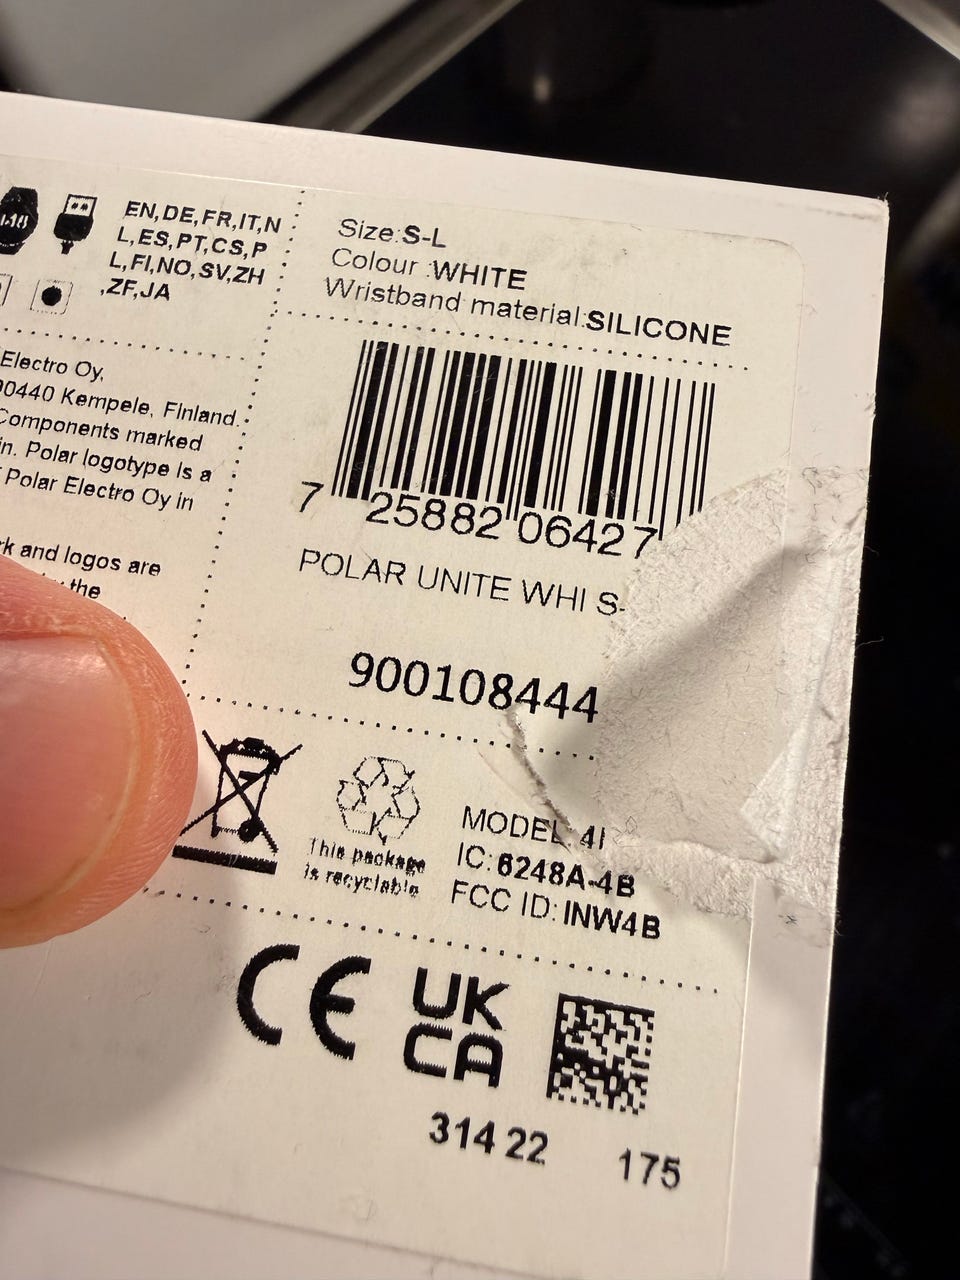 EN,DE,FR,IT,N
L,ES,PT,CS,P
L,FI,NO,SV,ZH
,ZF,JA
Size:S-L
Colour :WHITE
Wristband material:SILICONE
Electro Oy,
90440 Kempele, Finland.
Components marked
in. Polar logotype is a
Polar Electro Oy in
and logos are
the
7 25882 06427
POLAR UNITE WHI S-
900108444
This package
is recyclable
MODEL: 4
IC:6248A-4B
FCC ID:INW4B
CE
UK
CA
314 22 175